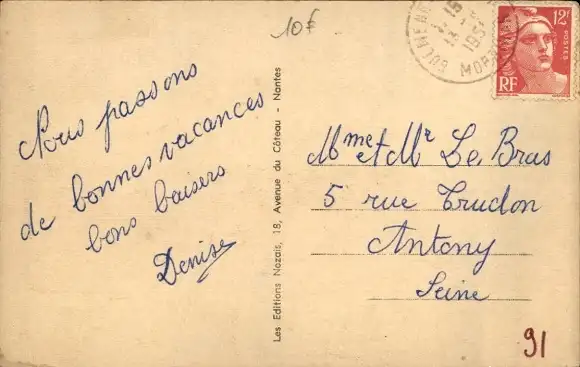 10f
Nous passons
de bonnes vacances
bons baisers
Denise
Les Editions Nozais, 18, Avenue du Côteau - Nantes
12F
POSTES
RF
Mme et Mr Le Bras
5 rue Trudon
Antony
Seine
91